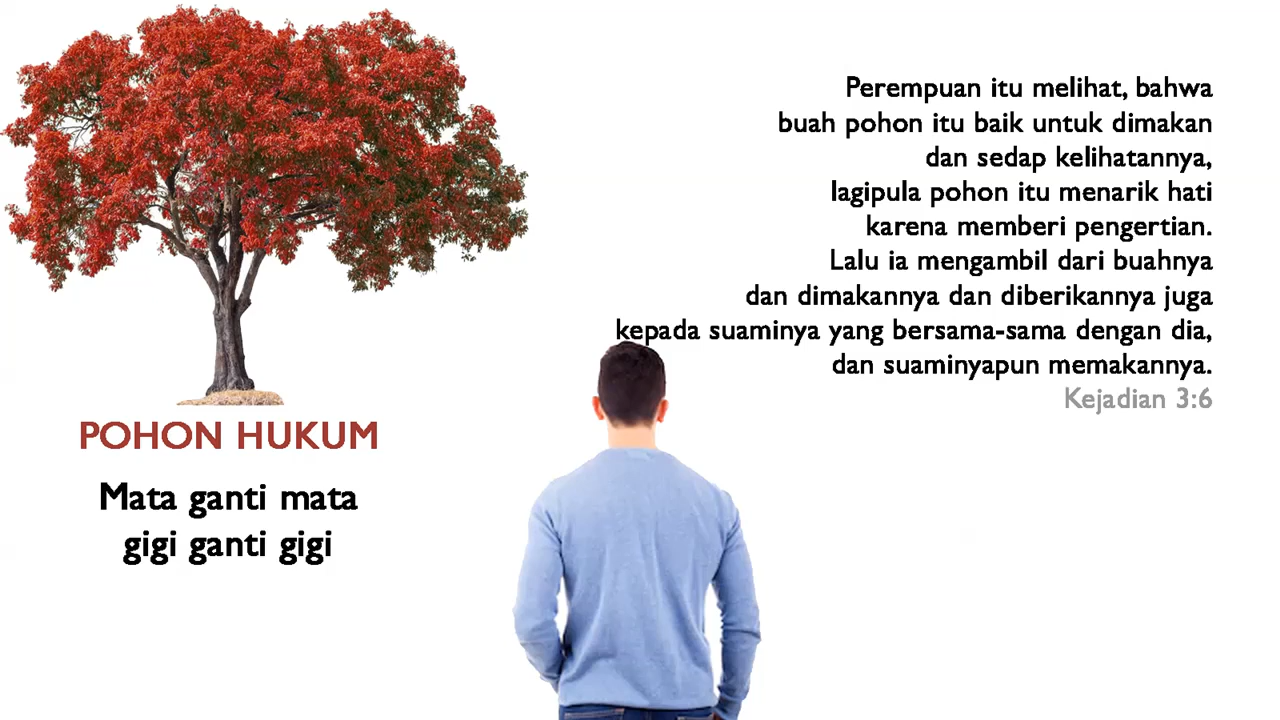 Perempuan itu melihat, bahwa
buah pohon itu baik untuk dimakan
dan sedap kelihatannya,
lagipula pohon itu menarik hati
karena memberi pengertian.
Lalu ia mengambil dari buahnya
dan dimakannya dan diberikannya juga
kepada suaminya yang bersama-sama dengan dia,
dan suaminyapun memakannya.
Kejadian 3:6
POHON HUKUM
Mata ganti mata
gigi ganti gigi